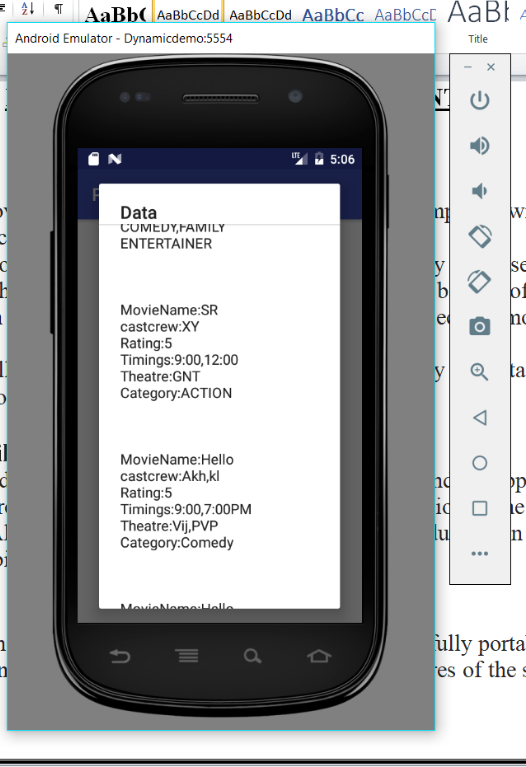 AaBbC AaBbCcDd AaBbCcDd AaBbCc AaBbCcD AaBb
Title
Android Emulator - Dynamicdemo:5554
LTE 5:06
Data
COMEDY,FAMILY
ENTERTAINER
MovieName:SR
castcrew:XY
Rating:5
Timings:9:00,12:00
Theatre:GNT
Category:ACTION
MovieName:Hello
castcrew:Akh,kl
Rating:5
Timings:9:00,7:00PM
Theatre:Vij,PVP
Category:Comedy
MovieName:Hello
fully porta
res of the s